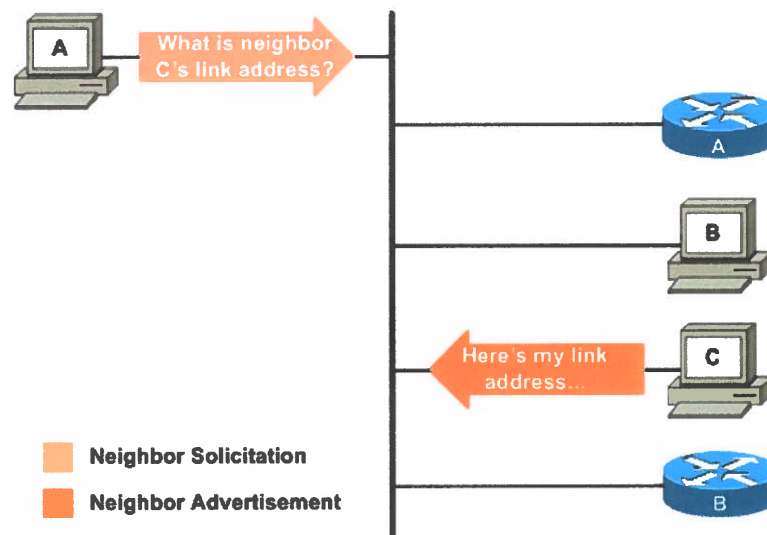 A
What is neighbor
C's link address?
A
B
Here's my link
address...
C
Neighbor Solicitation
Neighbor Advertisement
B